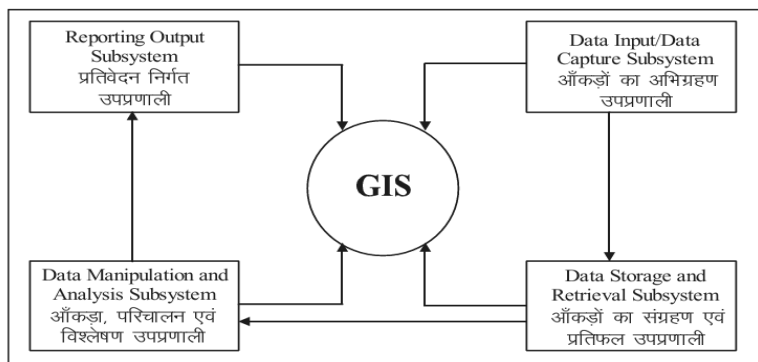 Reporting Output
Subsystem
प्रतिवेदन निर्गत
उपप्रणाली
Data Input/Data
Capture Subsystem
आँकड़ों का अभिग्रहण
उपप्रणाली
GIS
Data Manipulation and
Analysis Subsystem
आँकड़ा, परिचालन एवं
विश्लेषण उपप्रणाली
Data Storage and
Retrieval Subsystem
आँकड़ों का संग्रहण एवं
प्रतिफल उपप्रणाली